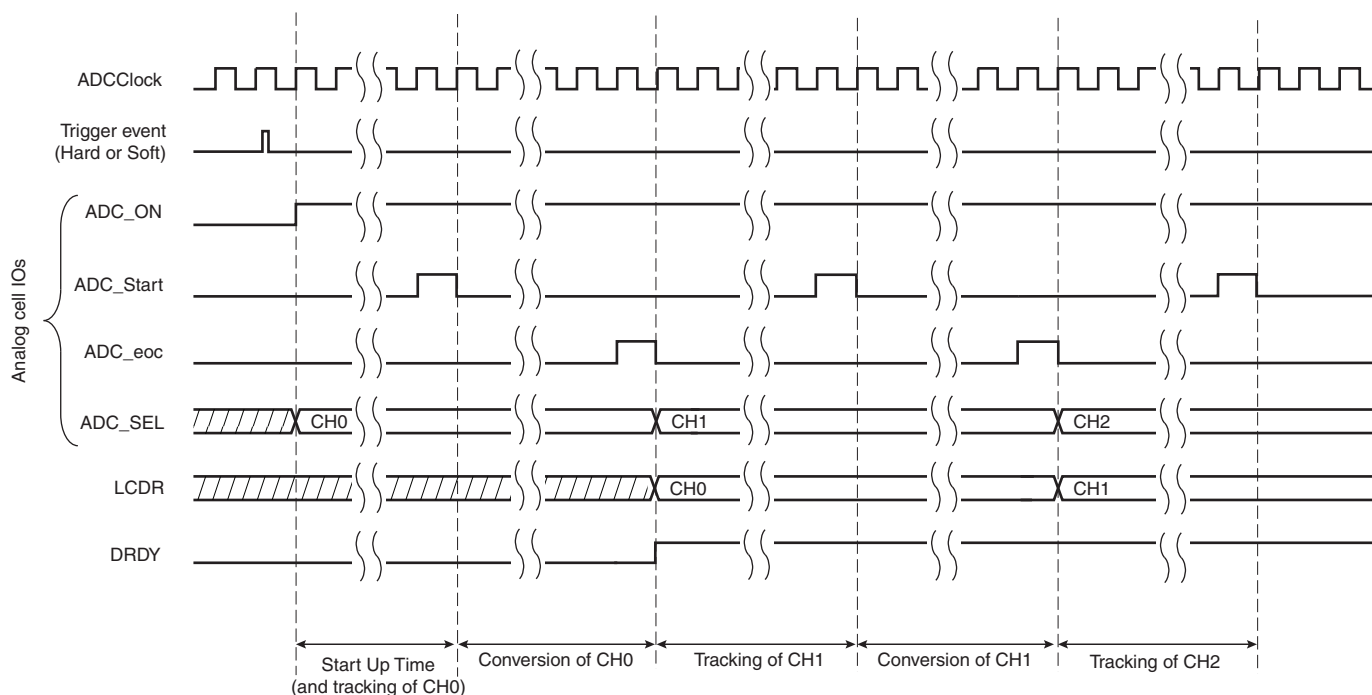 ADCClock
Trigger event
(Hard or Soft)
ADC_ON
ADC_Start
ADC_eoc
ADC_SEL
CH0
CH1
CH2
LCDR
CH0
CH1
DRDY
Analog cell IOs
Start Up Time
(and tracking of CH0)
Conversion of CH0
Tracking of CH1
Conversion of CH1
Tracking of CH2